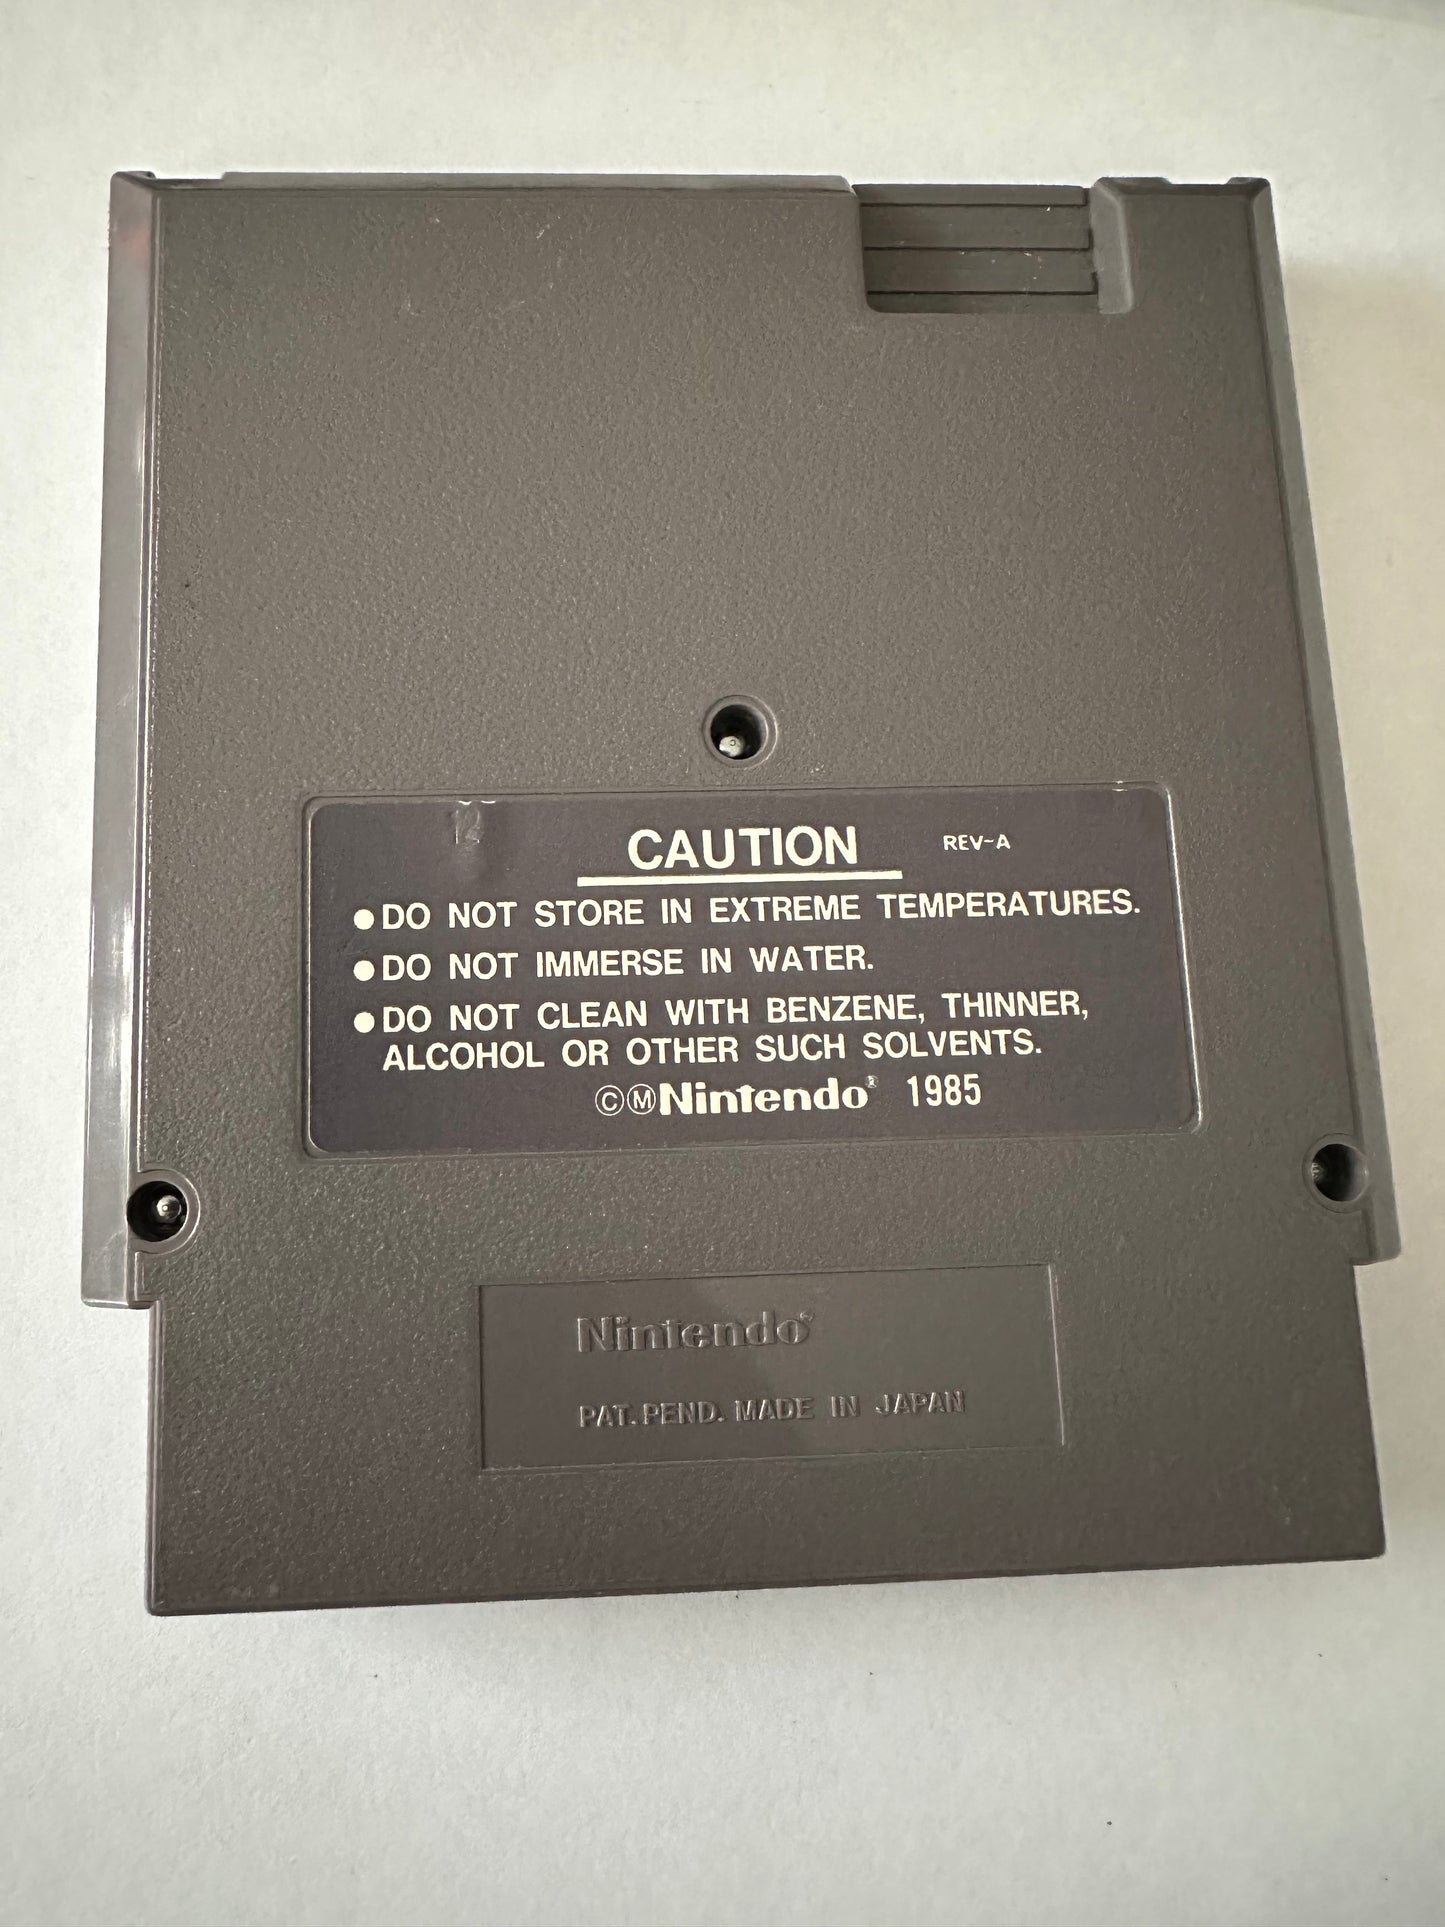 12
CAUTION REV-A
●DO NOT STORE IN EXTREME TEMPERATURES.
●DO NOT IMMERSE IN WATER.
●DO NOT CLEAN WITH BENZENE, THINNER,
ALCOHOL OR OTHER SUCH SOLVENTS.
©ⓂNintendo® 1985
Nintendo®
PAT. PEND. MADE IN JAPAN